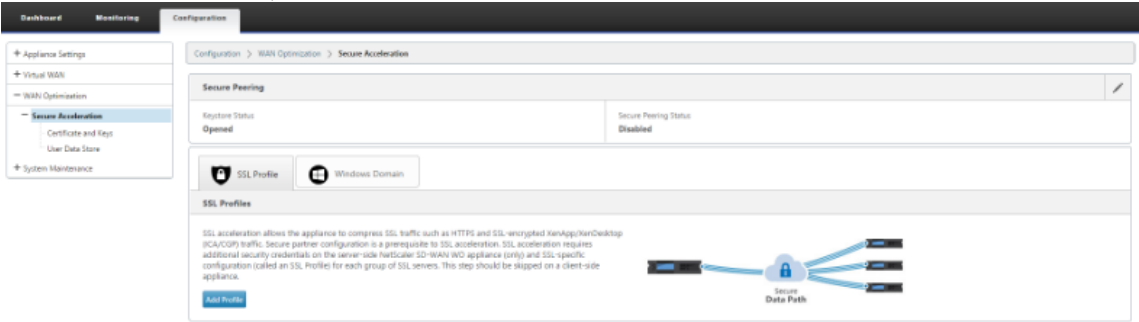 Dashboard Monitoring Configuration
+ Appliance Settings
+ Virtual WAN
− WAN Optimization
− Secure Acceleration
Certificate and Keys
User Data Store
+ System Maintenance
Configuration > WAN Optimization > Secure Acceleration
Secure Peering
Keystore Status
Opened
Secure Peering Status
Disabled
SSL Profile
Windows Domain
SSL Profiles
SSL acceleration allows the appliance to compress SSL traffic such as HTTPS and SSL-encrypted XenApp/XenDesktop
(ICA/CGP) traffic. Secure partner configuration is a prerequisite to SSL acceleration. SSL acceleration requires
additional security credentials on the server-side NetScaler SD-WAN WO appliance (only) and SSL-specific
configuration (called an SSL Profile) for each group of SSL servers. This step should be skipped on a client-side
appliance.
Add Profile
Secure
Data Path